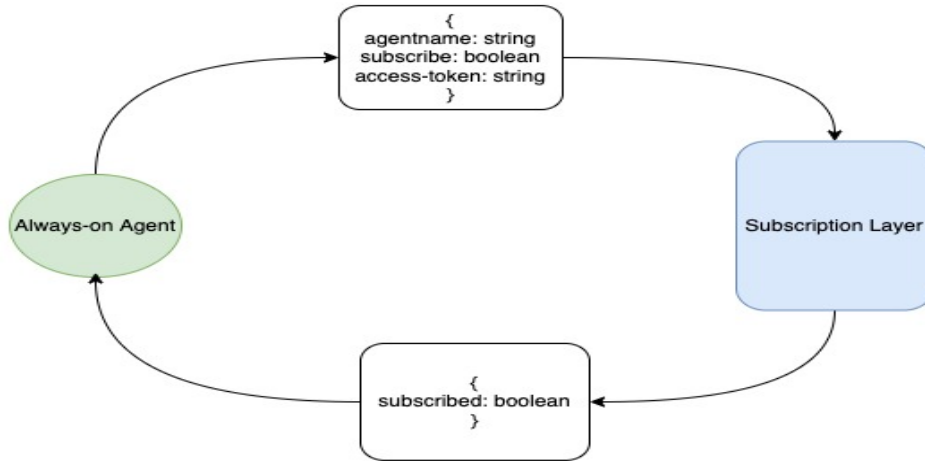 {
agentname: string
subscribe: boolean
access-token: string
}
Always-on Agent
Subscription Layer
{
subscribed: boolean
}